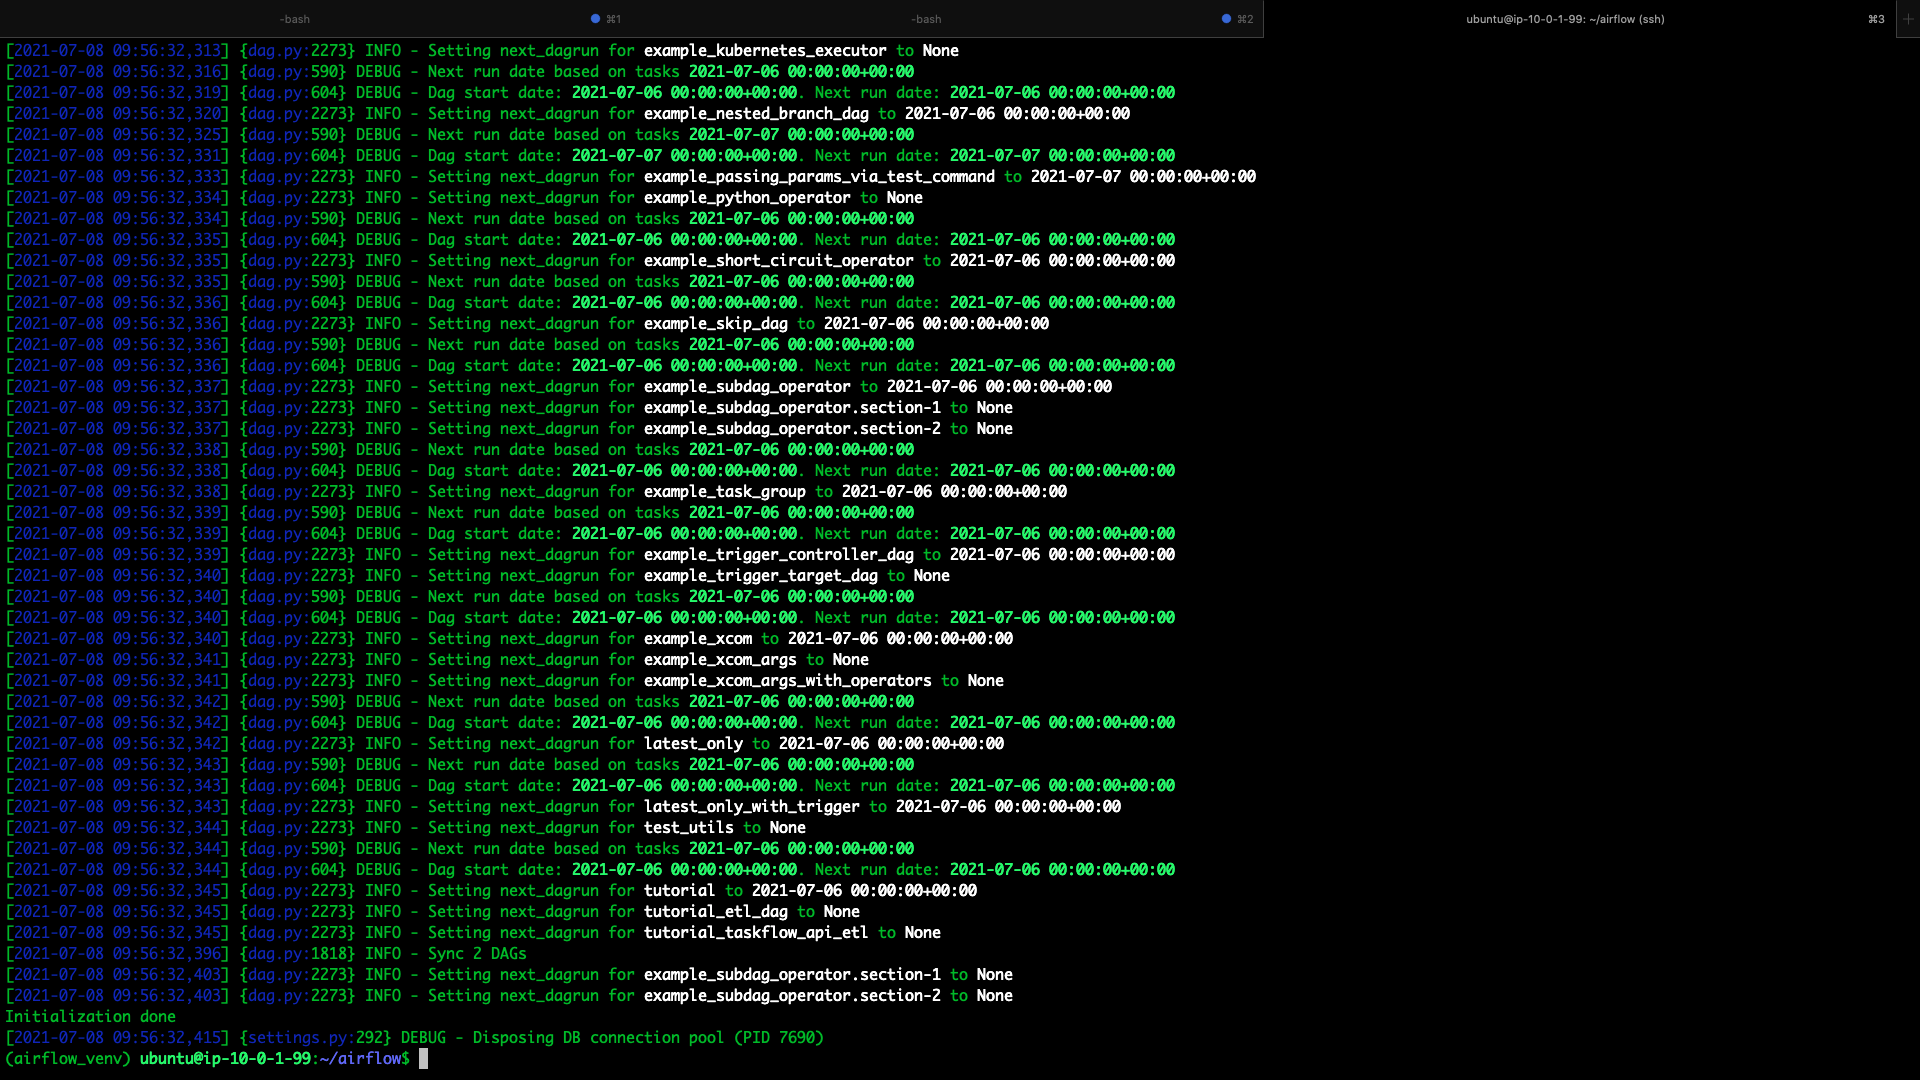 -bash ⌘1 -bash ⌘2 ubuntu@ip-10-0-1-99: ~/airflow (ssh) ⌘3 +
[2021-07-08 09:56:32,313] {dag.py:2273} INFO - Setting next_dagrun for example_kubernetes_executor to None
[2021-07-08 09:56:32,316] {dag.py:590} DEBUG - Next run date based on tasks 2021-07-06 00:00:00+00:00
[2021-07-08 09:56:32,319] {dag.py:604} DEBUG - Dag start date: 2021-07-06 00:00:00+00:00. Next run date: 2021-07-06 00:00:00+00:00
[2021-07-08 09:56:32,320] {dag.py:2273} INFO - Setting next_dagrun for example_nested_branch_dag to 2021-07-06 00:00:00+00:00
[2021-07-08 09:56:32,325] {dag.py:590} DEBUG - Next run date based on tasks 2021-07-07 00:00:00+00:00
[2021-07-08 09:56:32,331] {dag.py:604} DEBUG - Dag start date: 2021-07-07 00:00:00+00:00. Next run date: 2021-07-07 00:00:00+00:00
[2021-07-08 09:56:32,333] {dag.py:2273} INFO - Setting next_dagrun for example_passing_params_via_test_command to 2021-07-07 00:00:00+00:00
[2021-07-08 09:56:32,334] {dag.py:2273} INFO - Setting next_dagrun for example_python_operator to None
[2021-07-08 09:56:32,334] {dag.py:590} DEBUG - Next run date based on tasks 2021-07-06 00:00:00+00:00
[2021-07-08 09:56:32,335] {dag.py:604} DEBUG - Dag start date: 2021-07-06 00:00:00+00:00. Next run date: 2021-07-06 00:00:00+00:00
[2021-07-08 09:56:32,335] {dag.py:2273} INFO - Setting next_dagrun for example_short_circuit_operator to 2021-07-06 00:00:00+00:00
[2021-07-08 09:56:32,335] {dag.py:590} DEBUG - Next run date based on tasks 2021-07-06 00:00:00+00:00
[2021-07-08 09:56:32,336] {dag.py:604} DEBUG - Dag start date: 2021-07-06 00:00:00+00:00. Next run date: 2021-07-06 00:00:00+00:00
[2021-07-08 09:56:32,336] {dag.py:2273} INFO - Setting next_dagrun for example_skip_dag to 2021-07-06 00:00:00+00:00
[2021-07-08 09:56:32,336] {dag.py:590} DEBUG - Next run date based on tasks 2021-07-06 00:00:00+00:00
[2021-07-08 09:56:32,336] {dag.py:604} DEBUG - Dag start date: 2021-07-06 00:00:00+00:00. Next run date: 2021-07-06 00:00:00+00:00
[2021-07-08 09:56:32,337] {dag.py:2273} INFO - Setting next_dagrun for example_subdag_operator to 2021-07-06 00:00:00+00:00
[2021-07-08 09:56:32,337] {dag.py:2273} INFO - Setting next_dagrun for example_subdag_operator.section-1 to None
[2021-07-08 09:56:32,337] {dag.py:2273} INFO - Setting next_dagrun for example_subdag_operator.section-2 to None
[2021-07-08 09:56:32,338] {dag.py:590} DEBUG - Next run date based on tasks 2021-07-06 00:00:00+00:00
[2021-07-08 09:56:32,338] {dag.py:604} DEBUG - Dag start date: 2021-07-06 00:00:00+00:00. Next run date: 2021-07-06 00:00:00+00:00
[2021-07-08 09:56:32,338] {dag.py:2273} INFO - Setting next_dagrun for example_task_group to 2021-07-06 00:00:00+00:00
[2021-07-08 09:56:32,339] {dag.py:590} DEBUG - Next run date based on tasks 2021-07-06 00:00:00+00:00
[2021-07-08 09:56:32,339] {dag.py:604} DEBUG - Dag start date: 2021-07-06 00:00:00+00:00. Next run date: 2021-07-06 00:00:00+00:00
[2021-07-08 09:56:32,339] {dag.py:2273} INFO - Setting next_dagrun for example_trigger_controller_dag to 2021-07-06 00:00:00+00:00
[2021-07-08 09:56:32,340] {dag.py:2273} INFO - Setting next_dagrun for example_trigger_target_dag to None
[2021-07-08 09:56:32,340] {dag.py:590} DEBUG - Next run date based on tasks 2021-07-06 00:00:00+00:00
[2021-07-08 09:56:32,340] {dag.py:604} DEBUG - Dag start date: 2021-07-06 00:00:00+00:00. Next run date: 2021-07-06 00:00:00+00:00
[2021-07-08 09:56:32,340] {dag.py:2273} INFO - Setting next_dagrun for example_xcom to 2021-07-06 00:00:00+00:00
[2021-07-08 09:56:32,341] {dag.py:2273} INFO - Setting next_dagrun for example_xcom_args to None
[2021-07-08 09:56:32,341] {dag.py:2273} INFO - Setting next_dagrun for example_xcom_args_with_operators to None
[2021-07-08 09:56:32,342] {dag.py:590} DEBUG - Next run date based on tasks 2021-07-06 00:00:00+00:00
[2021-07-08 09:56:32,342] {dag.py:604} DEBUG - Dag start date: 2021-07-06 00:00:00+00:00. Next run date: 2021-07-06 00:00:00+00:00
[2021-07-08 09:56:32,342] {dag.py:2273} INFO - Setting next_dagrun for latest_only to 2021-07-06 00:00:00+00:00
[2021-07-08 09:56:32,343] {dag.py:590} DEBUG - Next run date based on tasks 2021-07-06 00:00:00+00:00
[2021-07-08 09:56:32,343] {dag.py:604} DEBUG - Dag start date: 2021-07-06 00:00:00+00:00. Next run date: 2021-07-06 00:00:00+00:00
[2021-07-08 09:56:32,343] {dag.py:2273} INFO - Setting next_dagrun for latest_only_with_trigger to 2021-07-06 00:00:00+00:00
[2021-07-08 09:56:32,344] {dag.py:2273} INFO - Setting next_dagrun for test_utils to None
[2021-07-08 09:56:32,344] {dag.py:590} DEBUG - Next run date based on tasks 2021-07-06 00:00:00+00:00
[2021-07-08 09:56:32,344] {dag.py:604} DEBUG - Dag start date: 2021-07-06 00:00:00+00:00. Next run date: 2021-07-06 00:00:00+00:00
[2021-07-08 09:56:32,345] {dag.py:2273} INFO - Setting next_dagrun for tutorial to 2021-07-06 00:00:00+00:00
[2021-07-08 09:56:32,345] {dag.py:2273} INFO - Setting next_dagrun for tutorial_etl_dag to None
[2021-07-08 09:56:32,345] {dag.py:2273} INFO - Setting next_dagrun for tutorial_taskflow_api_etl to None
[2021-07-08 09:56:32,396] {dag.py:1818} INFO - Sync 2 DAGs
[2021-07-08 09:56:32,403] {dag.py:2273} INFO - Setting next_dagrun for example_subdag_operator.section-1 to None
[2021-07-08 09:56:32,403] {dag.py:2273} INFO - Setting next_dagrun for example_subdag_operator.section-2 to None
Initialization done
[2021-07-08 09:56:32,415] {settings.py:292} DEBUG - Disposing DB connection pool (PID 7690)
(airflow_venv) ubuntu@ip-10-0-1-99:~/airflow$